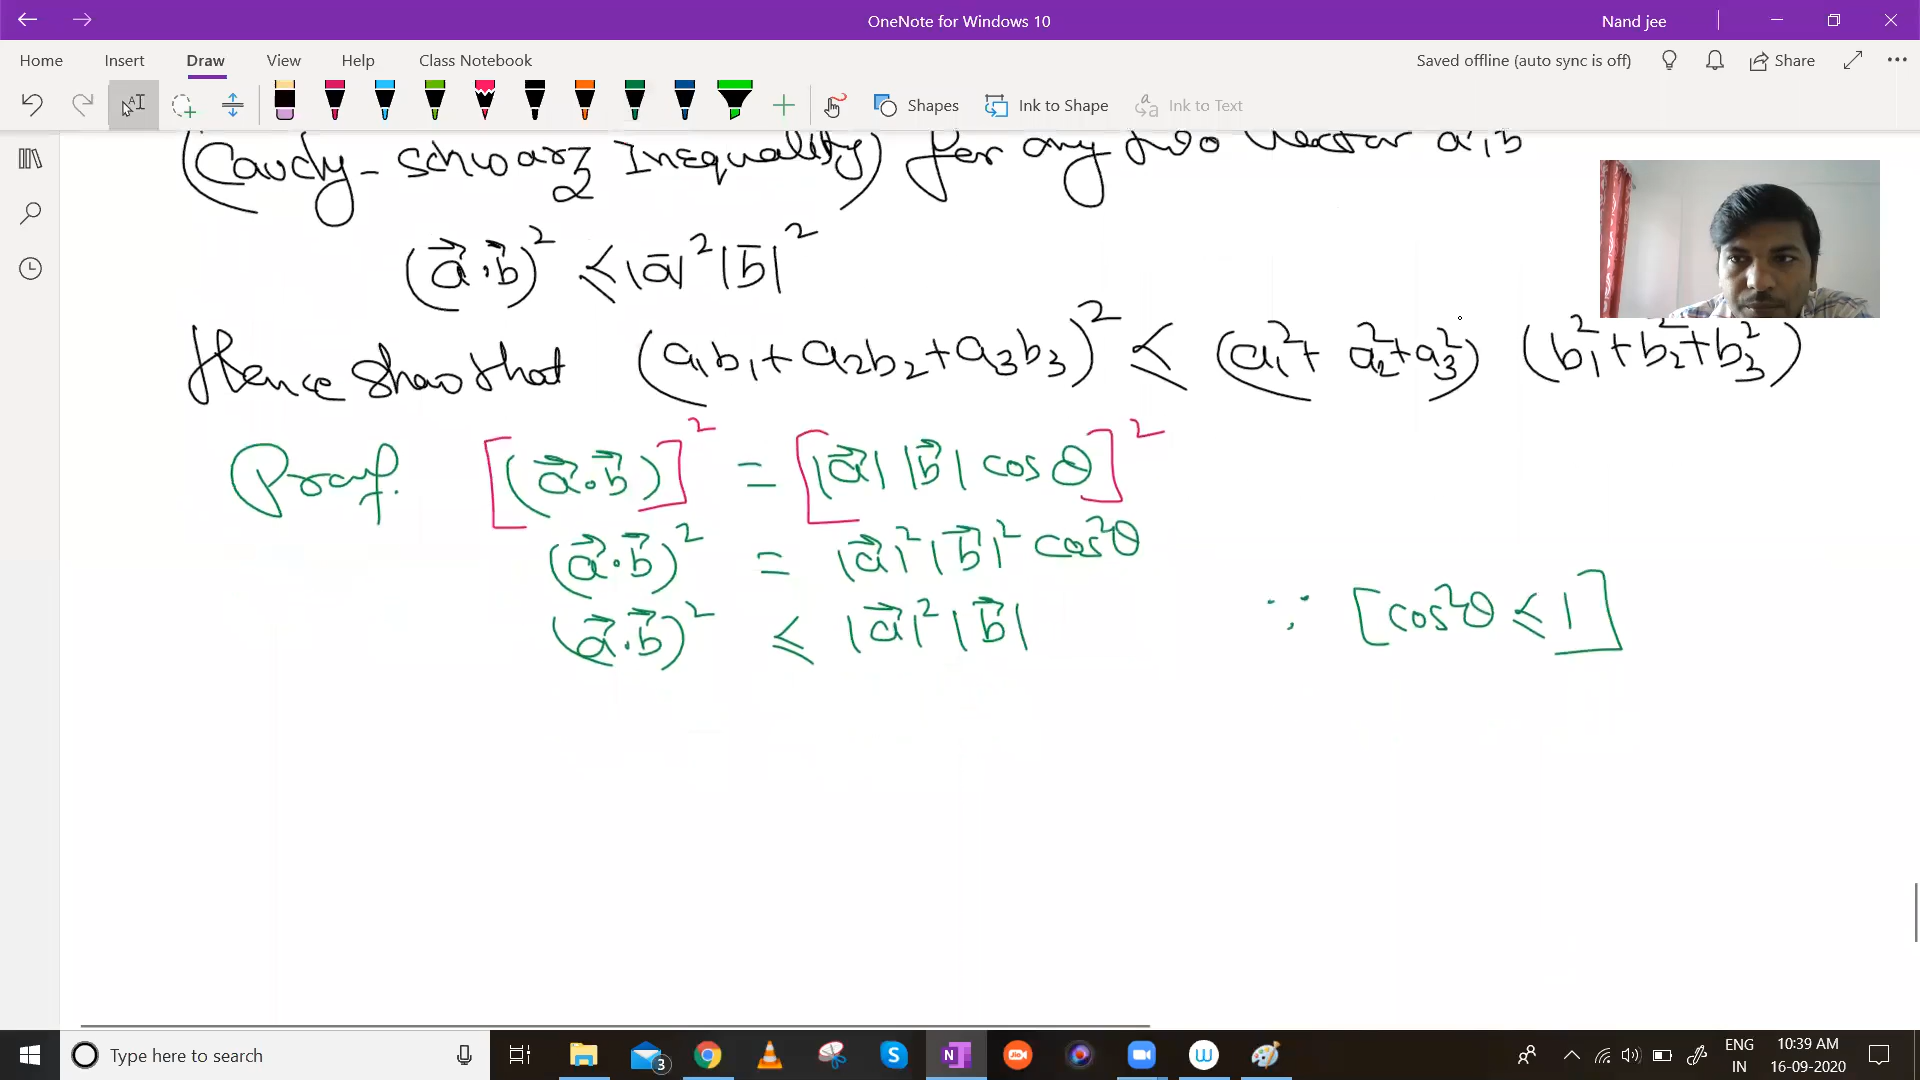 OneNote for Windows 10
Nand jee
Home Insert Draw View Help Class Notebook
Saved offline (auto sync is off) Share
Shapes Ink to Shape Ink to Text
(Caucdy - Schwarz Inequality) for any two vector a, b
(a⃗·b⃗)² ≤ |a̅|²|b̅|²
Hence Show that (a₁b₁+a₂b₂+a₃b₃)² ≤ (a₁²+a₂²+a₃²) (b₁²+b₂²+b₃²)
Proof. [(a⃗·b⃗)]² = [|a⃗| |b⃗| cos θ]²
(a⃗·b⃗)² = |a⃗|²|b⃗|² cos²θ
(a⃗·b⃗)² ≤ |a⃗|²|b⃗| ∵ [cos²θ ≤ 1]
Type here to search
3
ENG
IN
10:39 AM
16-09-2020